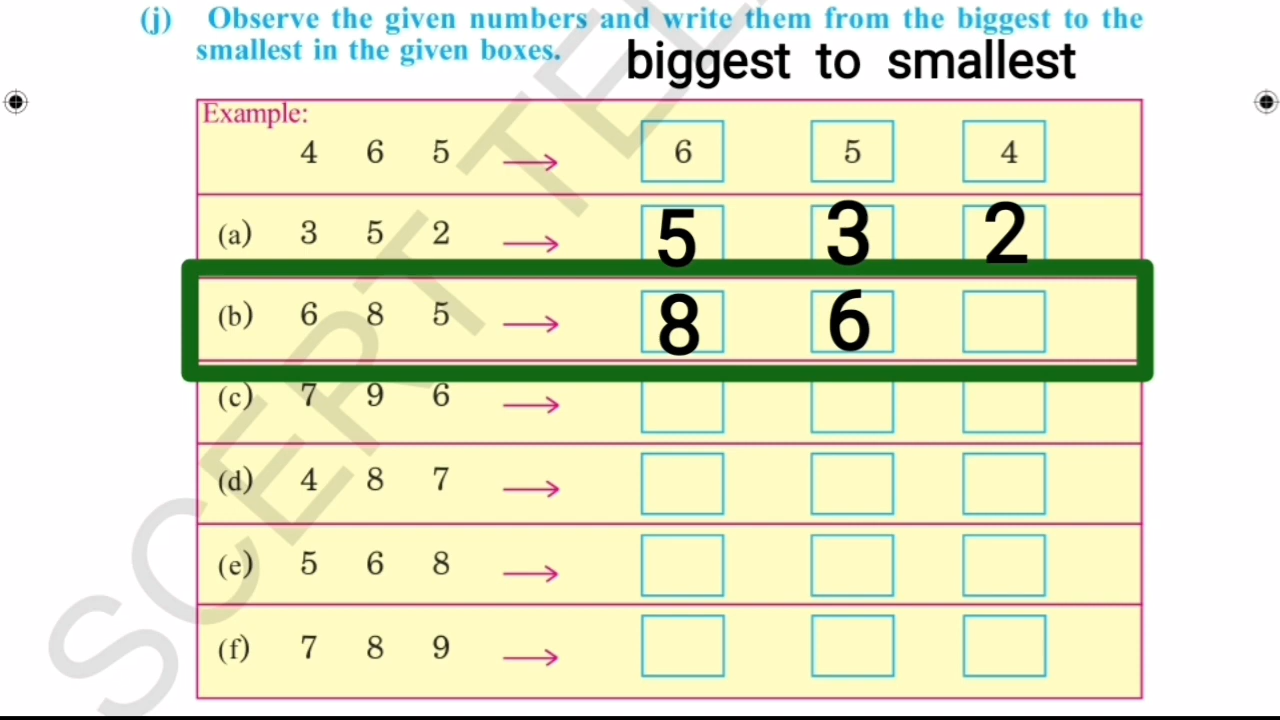 (j) Observe the given numbers and write them from the biggest to the
smallest in the given boxes.
biggest to smallest
Example:
4 6 5 → 6 5 4
(a) 3 5 2 → 5 3 2
(b) 6 8 5 → 8 6
(c) 7 9 6 →
(d) 4 8 7 →
(e) 5 6 8 →
(f) 7 8 9 →
SCERT TEL